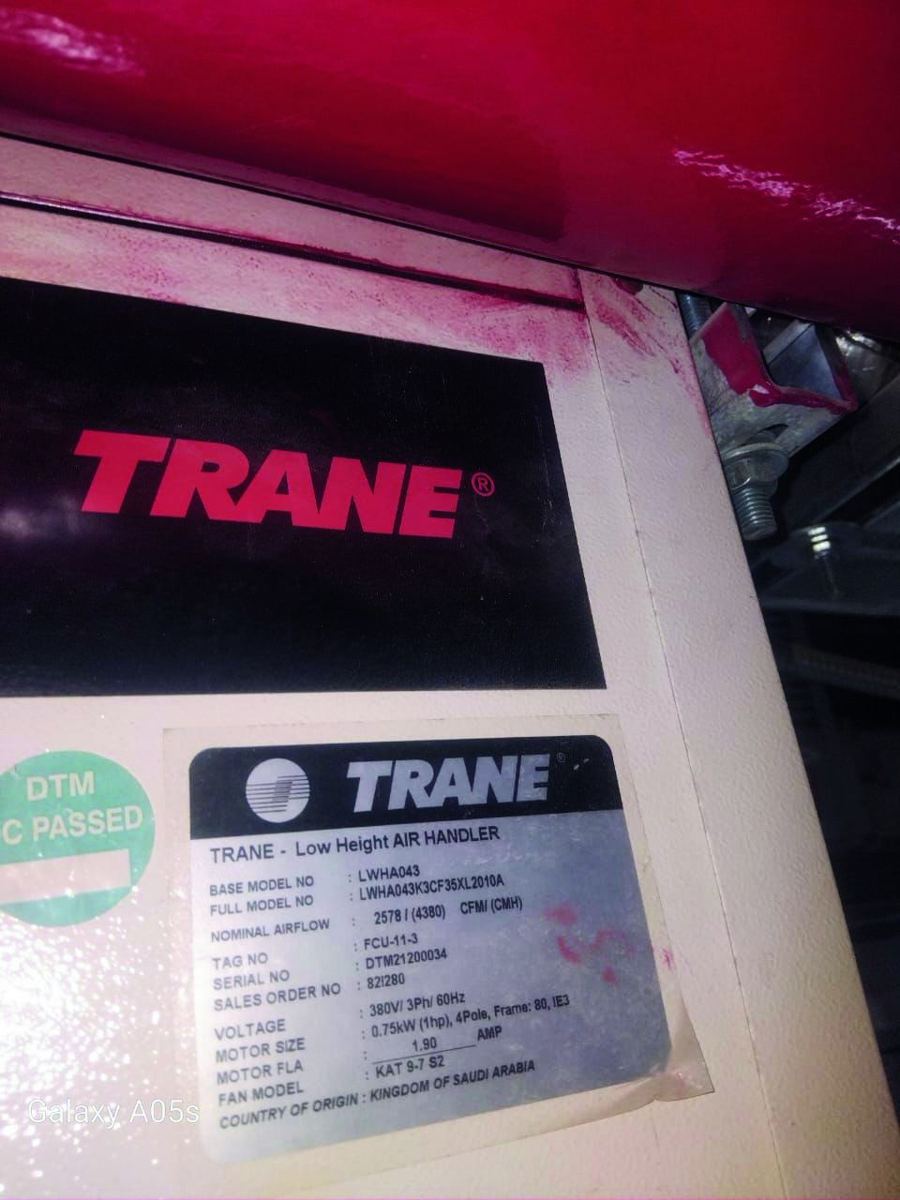 TRANE®
DTM
C PASSED
TRANE®
TRANE - Low Height AIR HANDLER
BASE MODEL NO : LWHA043
FULL MODEL NO : LWHA043K3CF35XL2010A
NOMINAL AIRFLOW : 2578 / (4380) CFM/ (CMH)
TAG NO : FCU-11-3
SERIAL NO : DTM21200034
SALES ORDER NO : 82I280
VOLTAGE : 380V/ 3Ph/ 60Hz
MOTOR SIZE : 0.75kW (1hp), 4Pole, Frame: 80, IE3
MOTOR FLA : 1.90 AMP
FAN MODEL : KAT 9-7 S2
COUNTRY OF ORIGIN : KINGDOM OF SAUDI ARABIA
Galaxy A05s